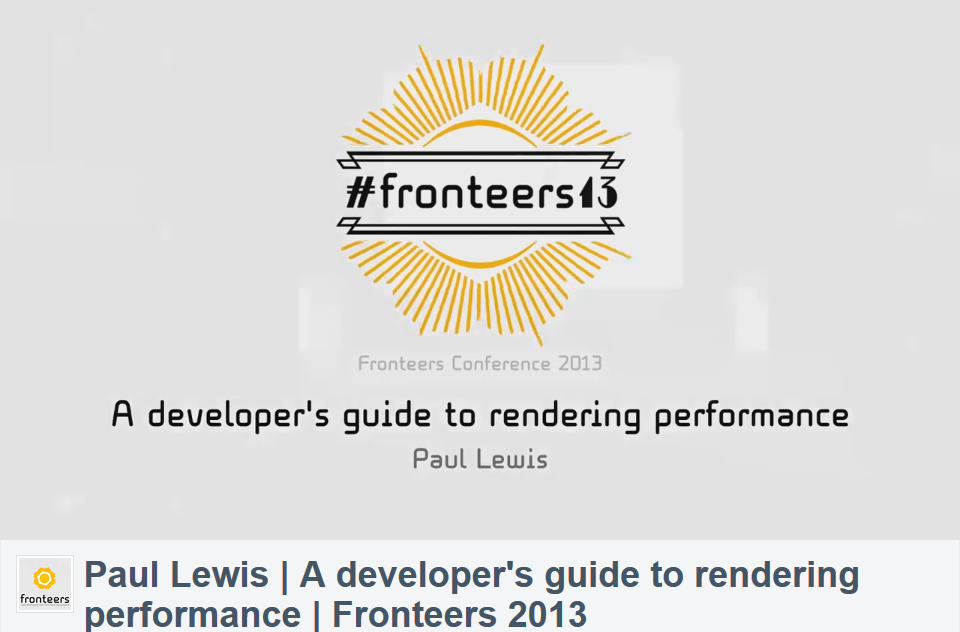 #fronteers13
Fronteers Conference 2013
A developer's guide to rendering performance
Paul Lewis
fronteers
Paul Lewis | A developer's guide to rendering
performance | Fronteers 2013